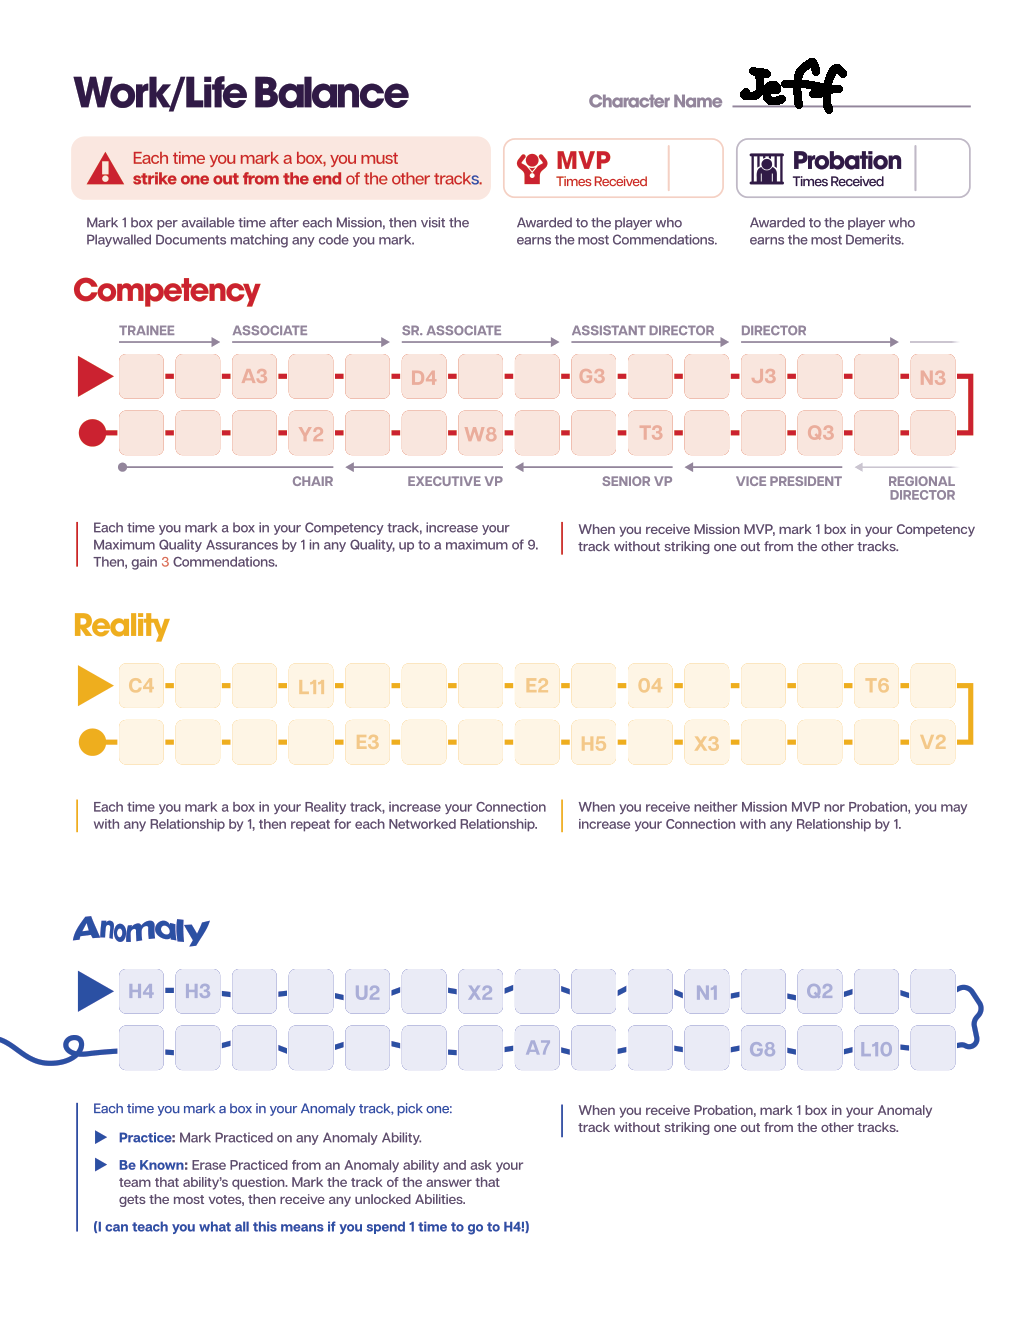 Work/Life Balance
Character Name Jeff
Each time you mark a box, you must
strike one out from the end of the other tracks.
MVP
Times Received
Probation
Times Received
Mark 1 box per available time after each Mission, then visit the
Playwalled Documents matching any code you mark.
Awarded to the player who
earns the most Commendations.
Awarded to the player who
earns the most Demerits.
Competency
TRAINEE ASSOCIATE SR. ASSOCIATE ASSISTANT DIRECTOR DIRECTOR
A3 D4 G3 J3 N3
Y2 W8 T3 Q3
CHAIR EXECUTIVE VP SENIOR VP VICE PRESIDENT REGIONAL
DIRECTOR
Each time you mark a box in your Competency track, increase your
Maximum Quality Assurances by 1 in any Quality, up to a maximum of 9.
Then, gain 3 Commendations.
When you receive Mission MVP, mark 1 box in your Competency
track without striking one out from the other tracks.
Reality
C4 L11 E2 04 T6
E3 H5 X3 V2
Each time you mark a box in your Reality track, increase your Connection
with any Relationship by 1, then repeat for each Networked Relationship.
When you receive neither Mission MVP nor Probation, you may
increase your Connection with any Relationship by 1.
Anomaly
H4 H3 U2 X2 N1 Q2
A7 G8 L10
Each time you mark a box in your Anomaly track, pick one:
Practice: Mark Practiced on any Anomaly Ability.
Be Known: Erase Practiced from an Anomaly ability and ask your
team that ability's question. Mark the track of the answer that
gets the most votes, then receive any unlocked Abilities.
(I can teach you what all this means if you spend 1 time to go to H4!)
When you receive Probation, mark 1 box in your Anomaly
track without striking one out from the other tracks.